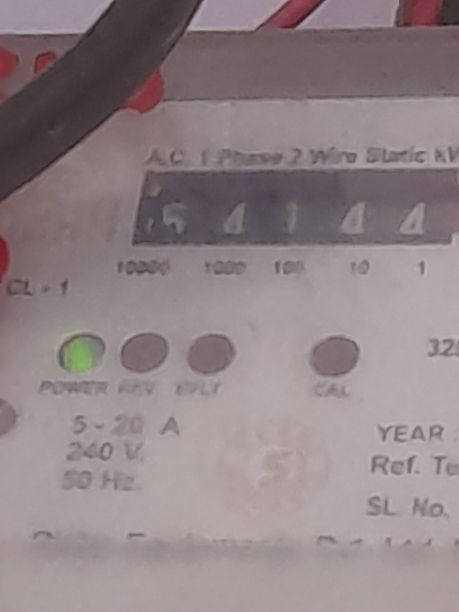 A.C. 1 Phase 2 Wire Static
5 4 1 4 4
10000 1000 100 10 1
CL - 1
POWER REV. EFLT CAL
5 - 20 A
240 V.
50 Hz.
YEAR :
Ref.
SL. No.